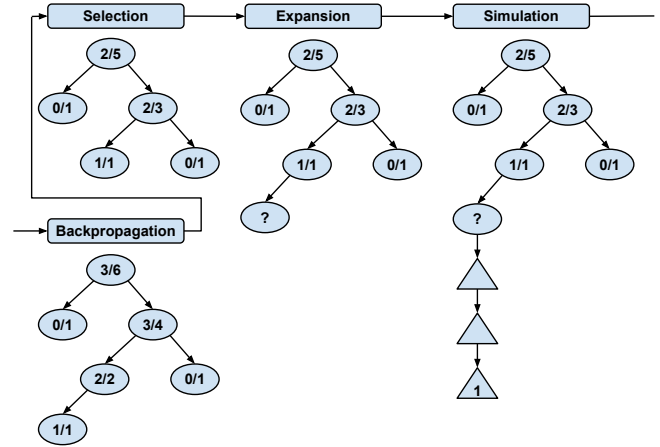 Selection Expansion Simulation
2/5 2/5 2/5
0/1 2/3 0/1 2/3 0/1 2/3
1/1 0/1 1/1 0/1 1/1 0/1
? ?
Backpropagation
3/6
0/1 3/4
2/2 0/1
1
1/1